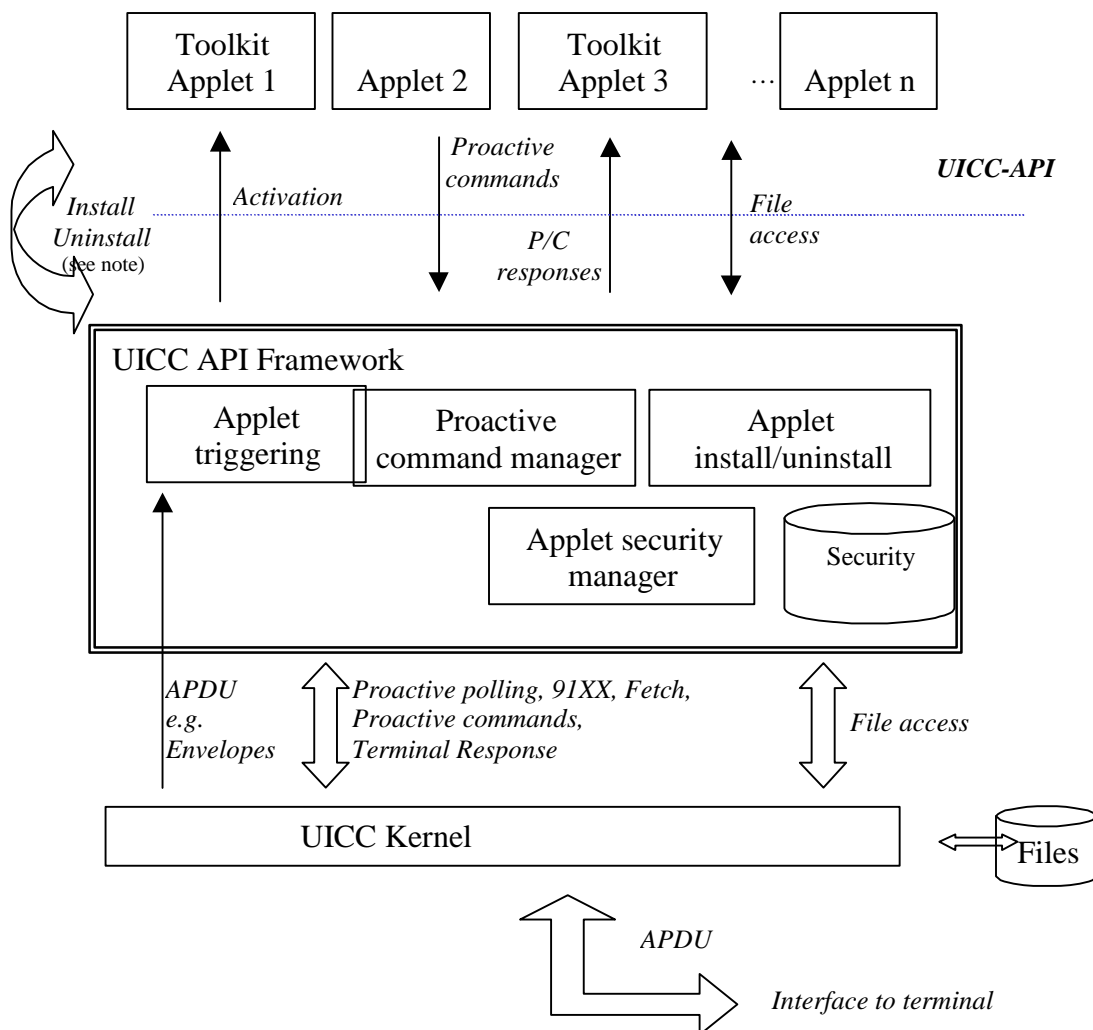 Toolkit
Applet 1
Applet 2
Toolkit
Applet 3
...
Applet n
Proactive
commands
UICC-API
Install
Uninstall
(see note)
Activation
File
access
P/C
responses
UICC API Framework
Applet
triggering
Proactive
command manager
Applet
install/uninstall
Applet security
manager
Security
APDU
e.g.
Envelopes
Proactive polling, 91XX, Fetch,
Proactive commands,
Terminal Response
File access
UICC Kernel
Files
APDU
Interface to terminal